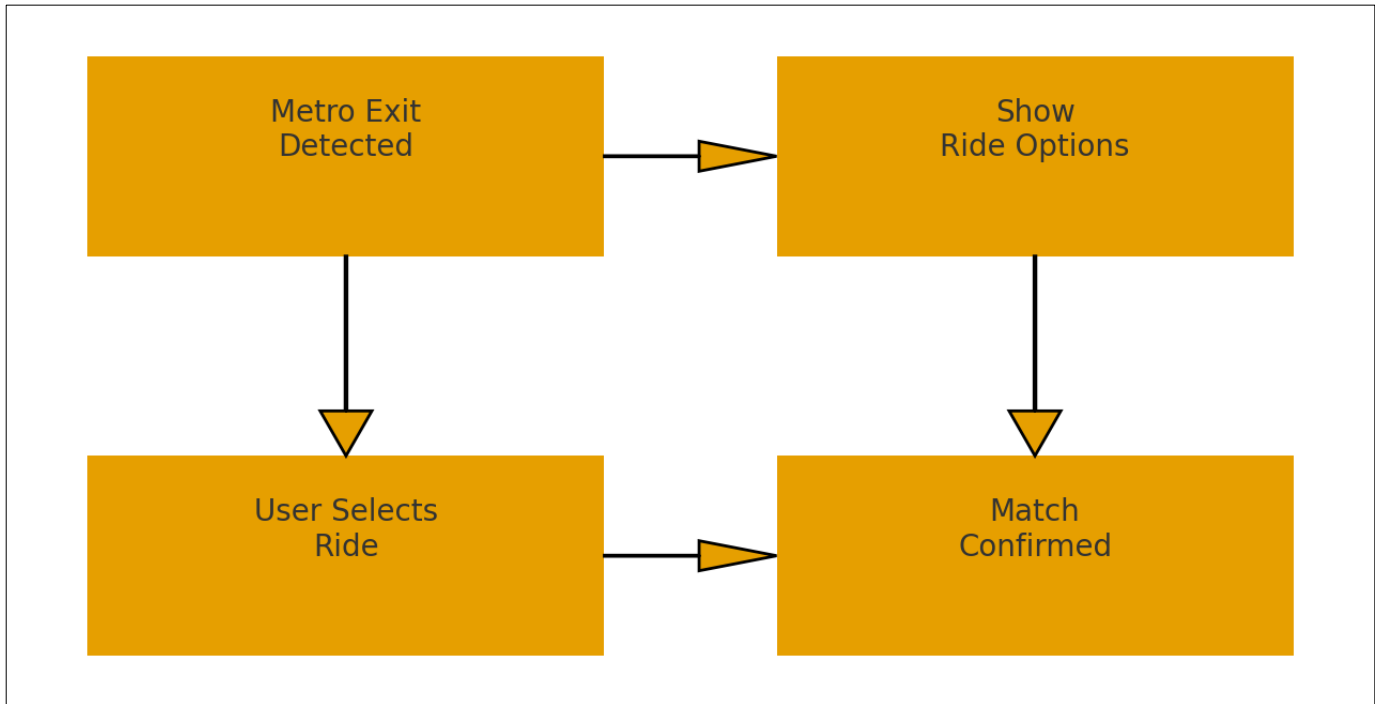 Metro Exit
Detected
Show
Ride Options
User Selects
Ride
Match
Confirmed